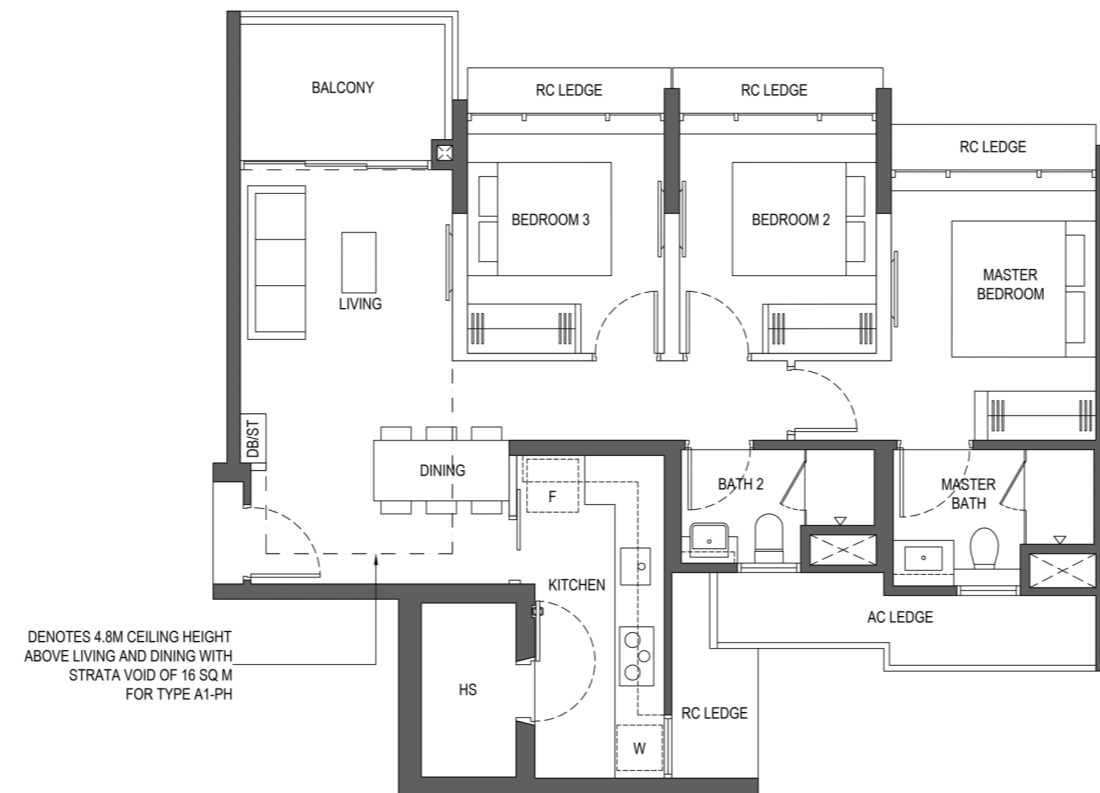 BALCONY
RC LEDGE
RC LEDGE
RC LEDGE
BEDROOM 3
BEDROOM 2
MASTER
BEDROOM
LIVING
DB/ST
DINING
F
BATH 2
MASTER
BATH
KITCHEN
AC LEDGE
DENOTES 4.8M CEILING HEIGHT
ABOVE LIVING AND DINING WITH
STRATA VOID OF 16 SQ M
FOR TYPE A1-PH
HS
RC LEDGE
W